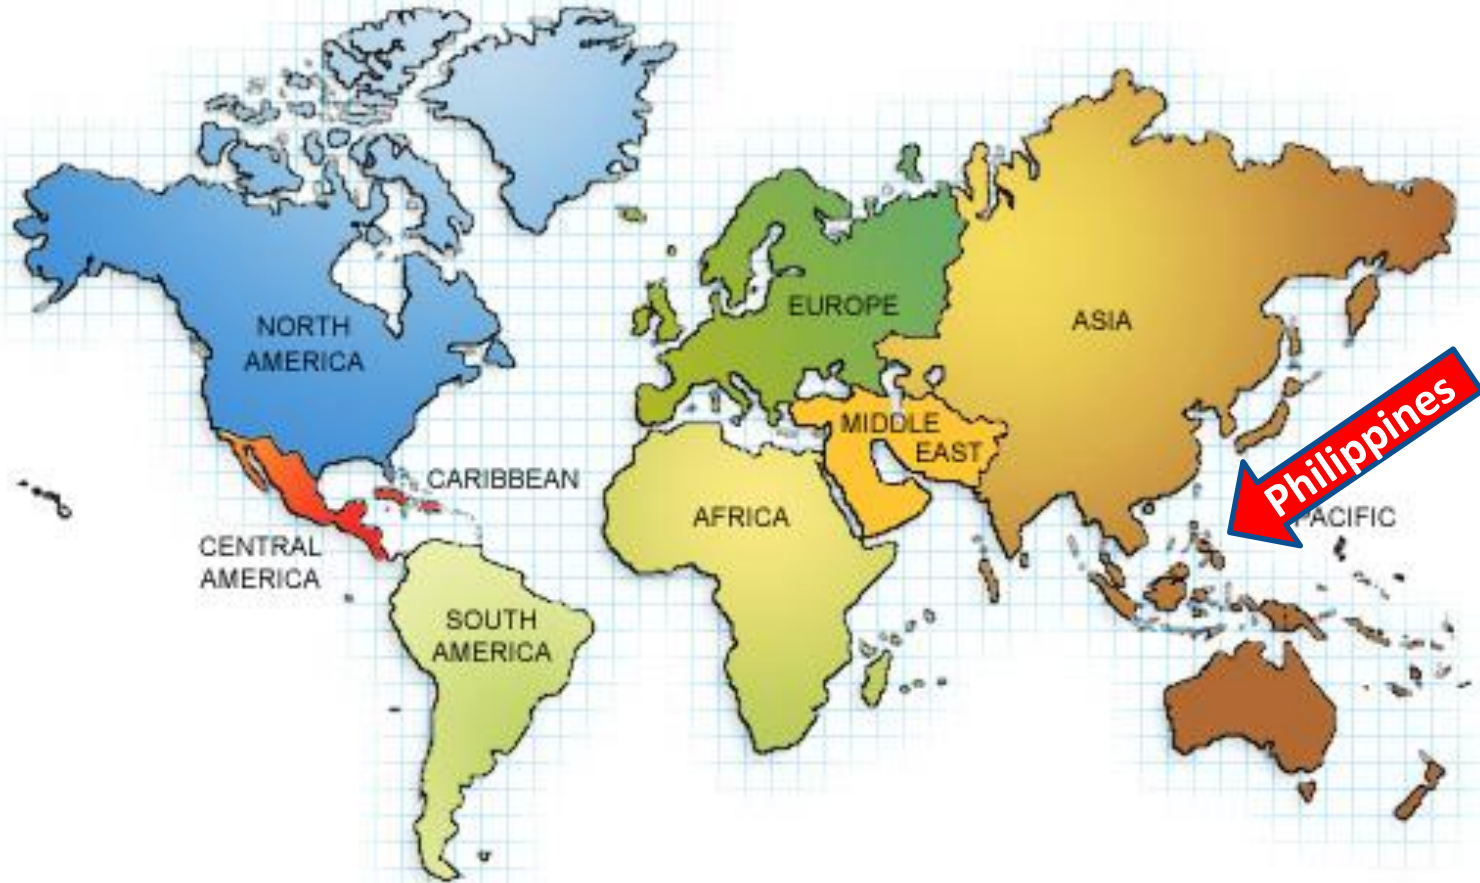 NORTH
AMERICA
EUROPE
ASIA
MIDDLE
EAST
Philippines
CARIBBEAN
AFRICA
PACIFIC
CENTRAL
AMERICA
SOUTH
AMERICA